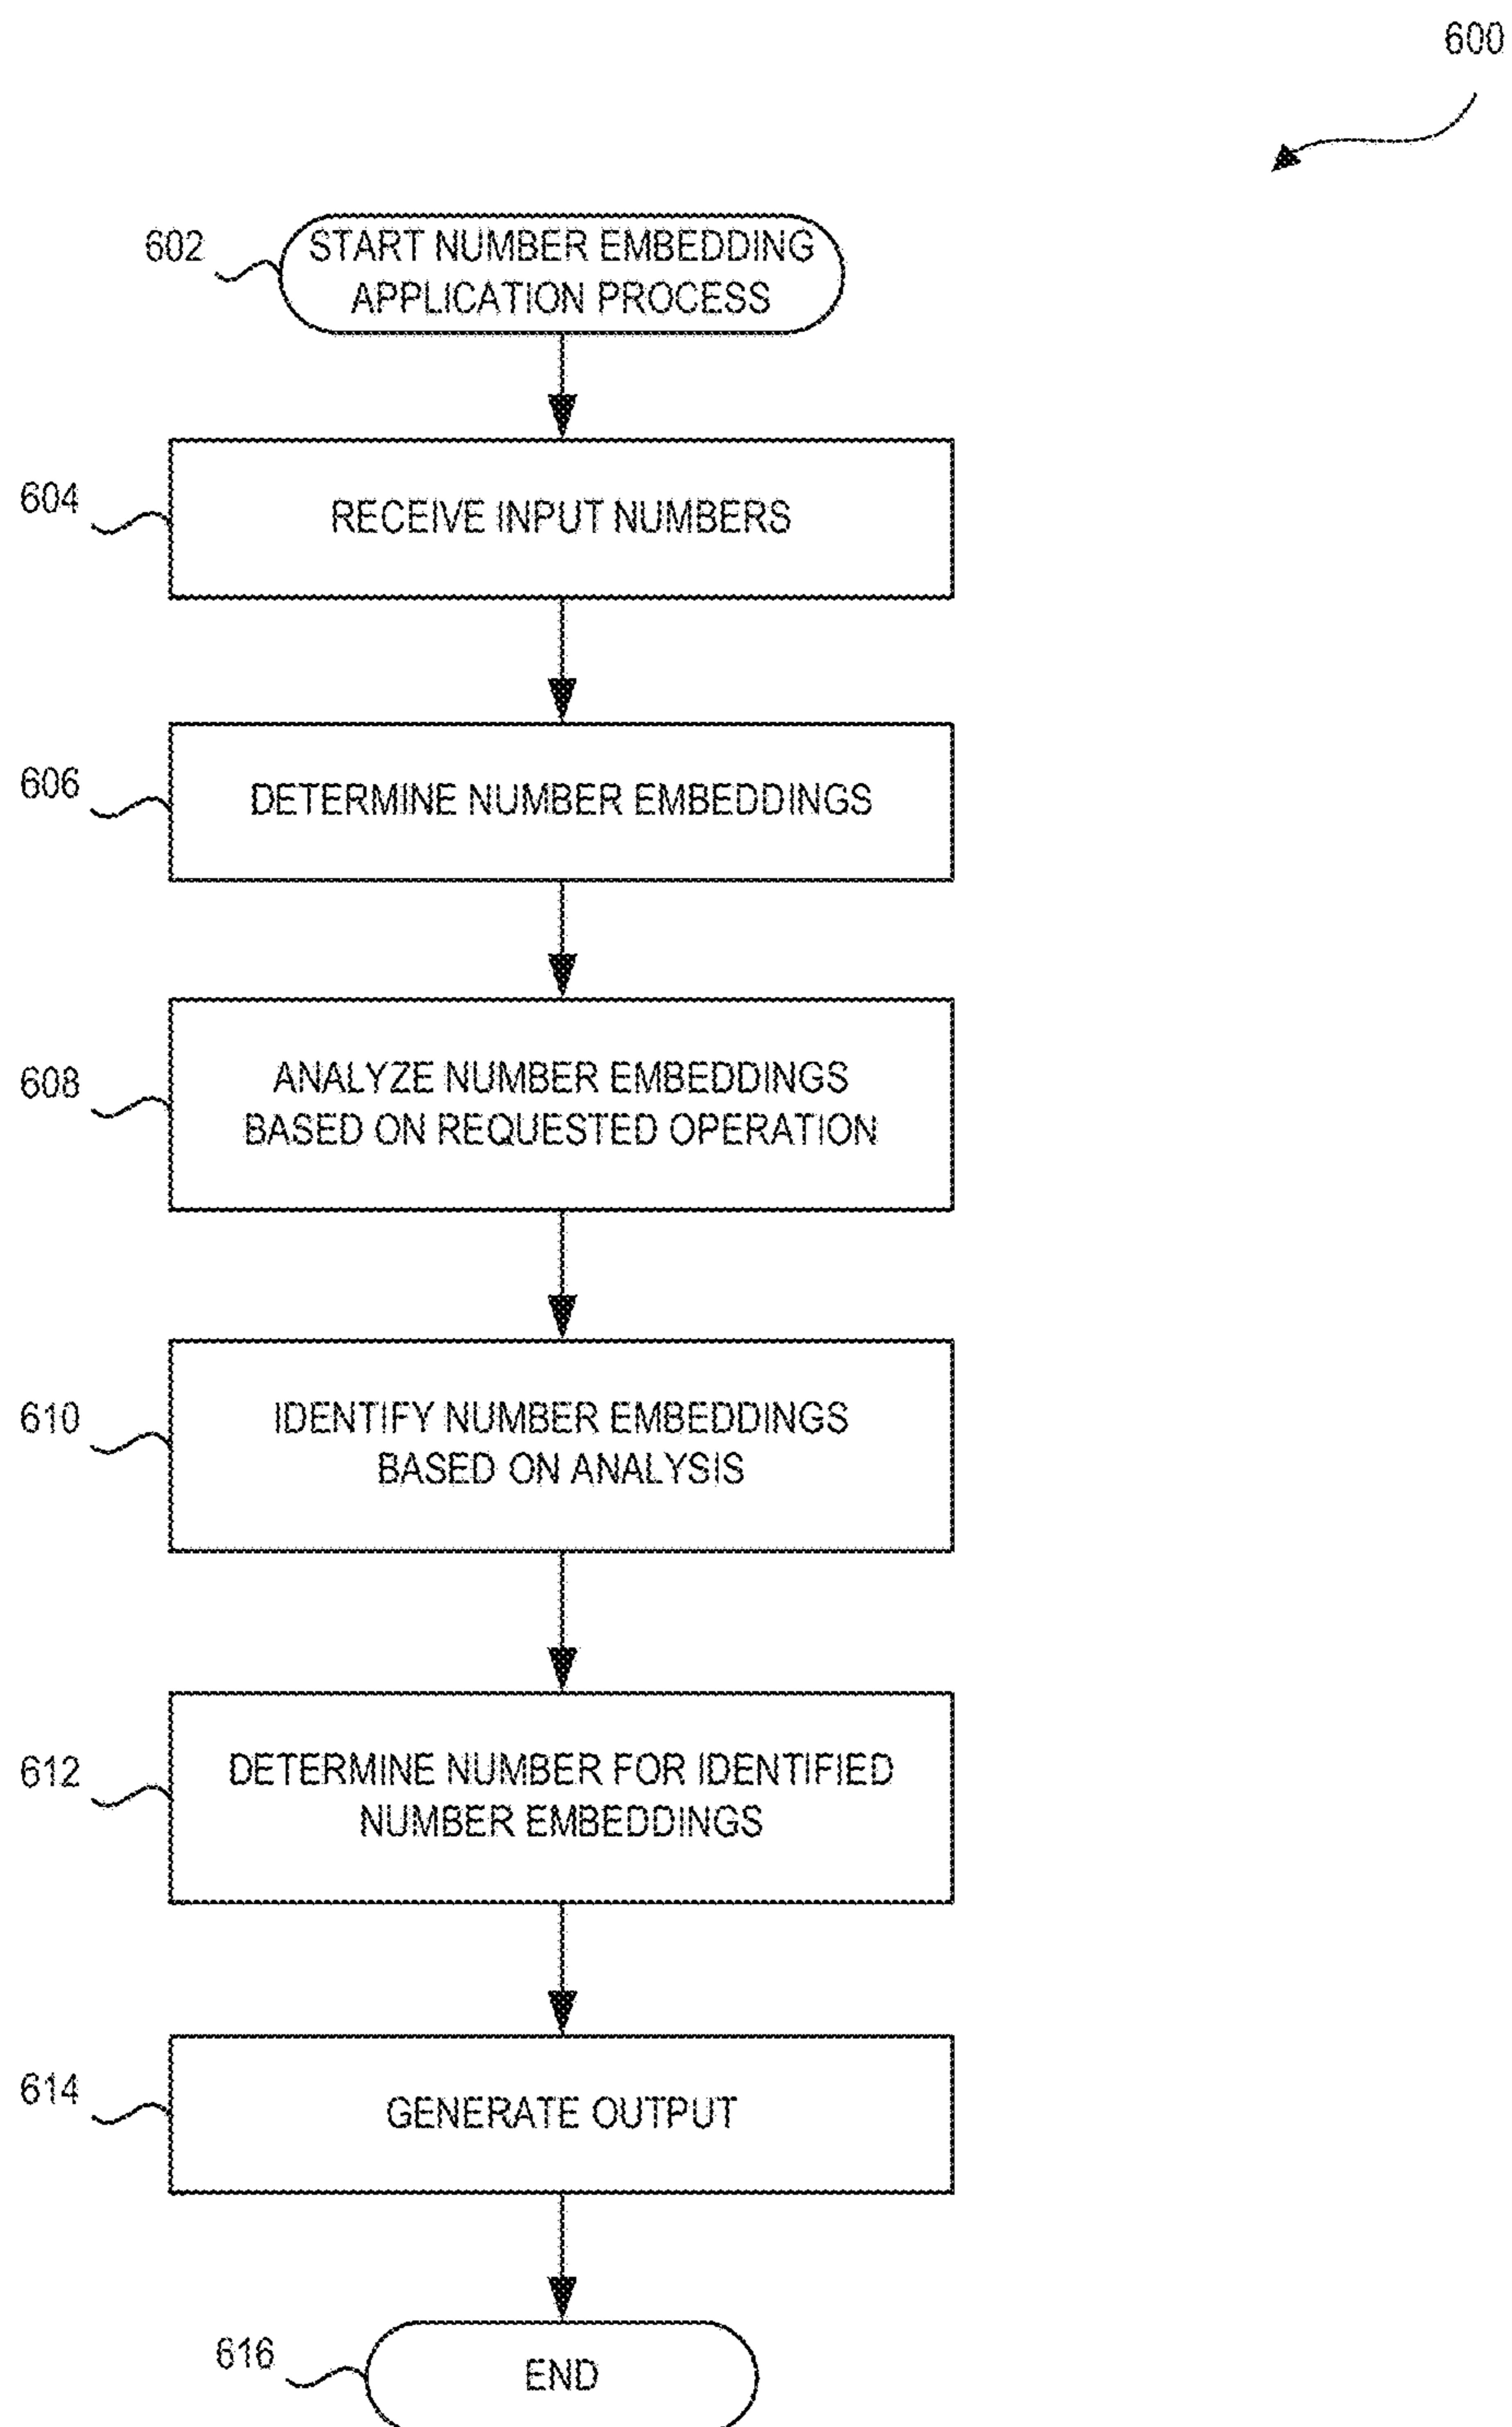 600
602
START NUMBER EMBEDDING
APPLICATION PROCESS
604
RECEIVE INPUT NUMBERS
606
DETERMINE NUMBER EMBEDDINGS
608
ANALYZE NUMBER EMBEDDINGS
BASED ON REQUESTED OPERATION
610
IDENTIFY NUMBER EMBEDDINGS
BASED ON ANALYSIS
612
DETERMINE NUMBER FOR IDENTIFIED
NUMBER EMBEDDINGS
614
GENERATE OUTPUT
616
END